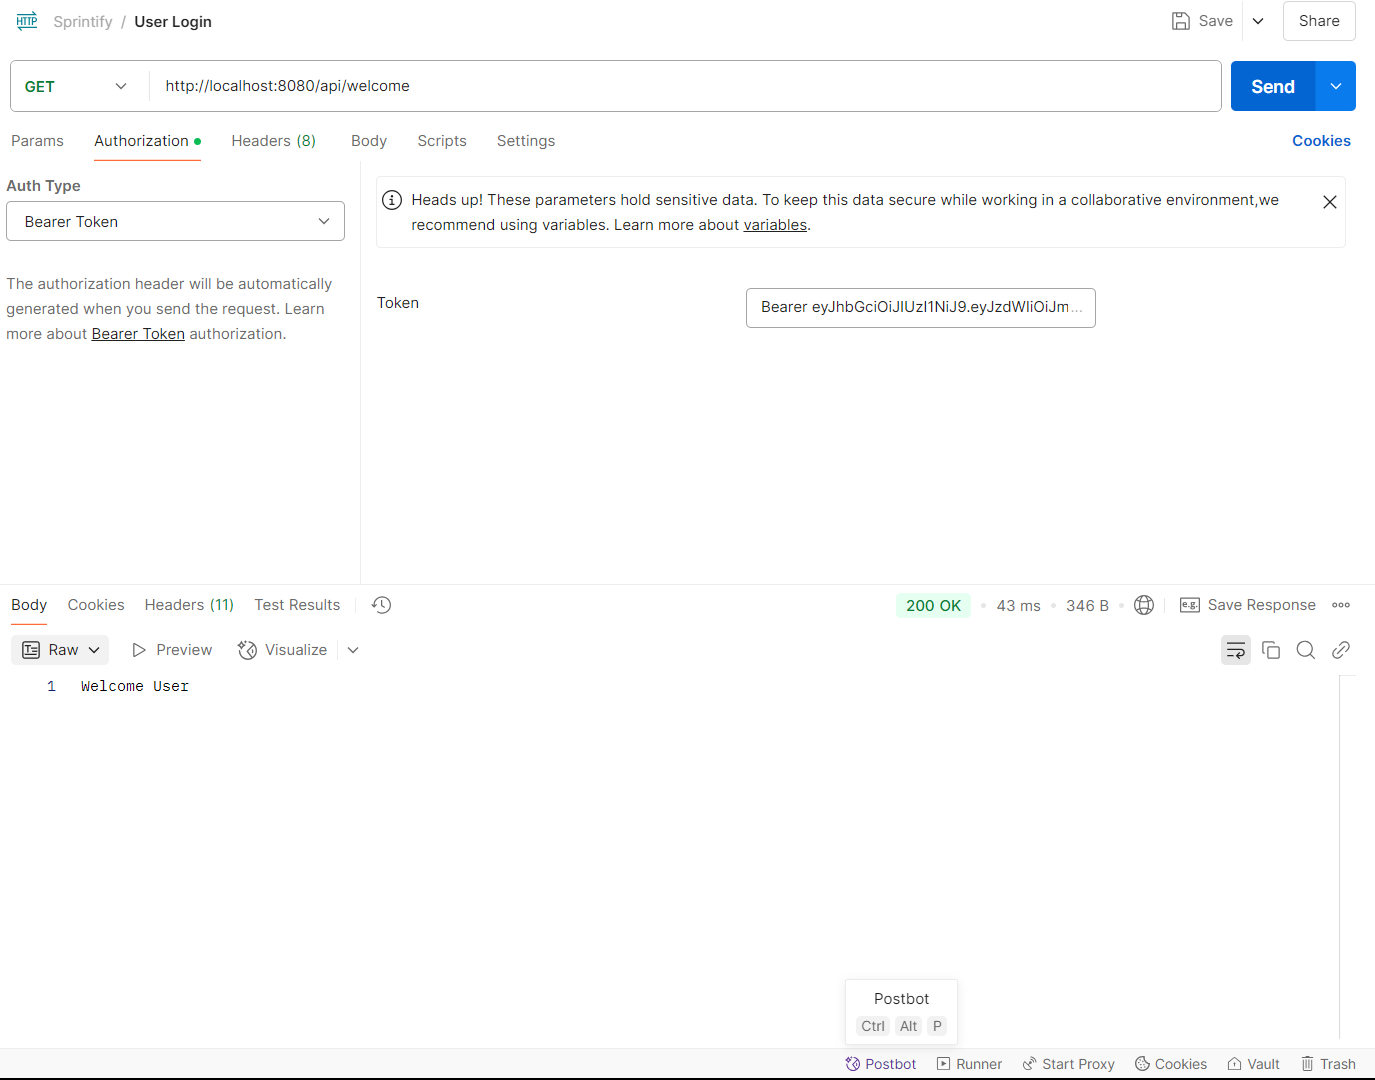 HTTP Sprintify / User Login Save Share
GET http://localhost:8080/api/welcome Send
Params Authorization Headers (8) Body Scripts Settings Cookies
Auth Type
Bearer Token
The authorization header will be automatically
generated when you send the request. Learn
more about Bearer Token authorization.
Heads up! These parameters hold sensitive data. To keep this data secure while working in a collaborative environment,we
recommend using variables. Learn more about variables.
Token Bearer eyJhbGciOiJIUzI1NiJ9.eyJzdWIiOiJm...
Body Cookies Headers (11) Test Results 200 OK 43 ms 346 B e.g. Save Response
Raw Preview Visualize
1 Welcome User
Postbot
Ctrl Alt P
Postbot Runner Start Proxy Cookies Vault Trash